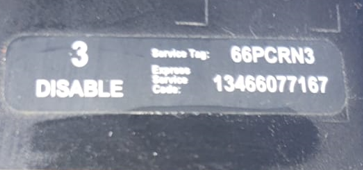 3
DISABLE
Service Tag: 66PCRN3
Express
Service
Code: 13466077167